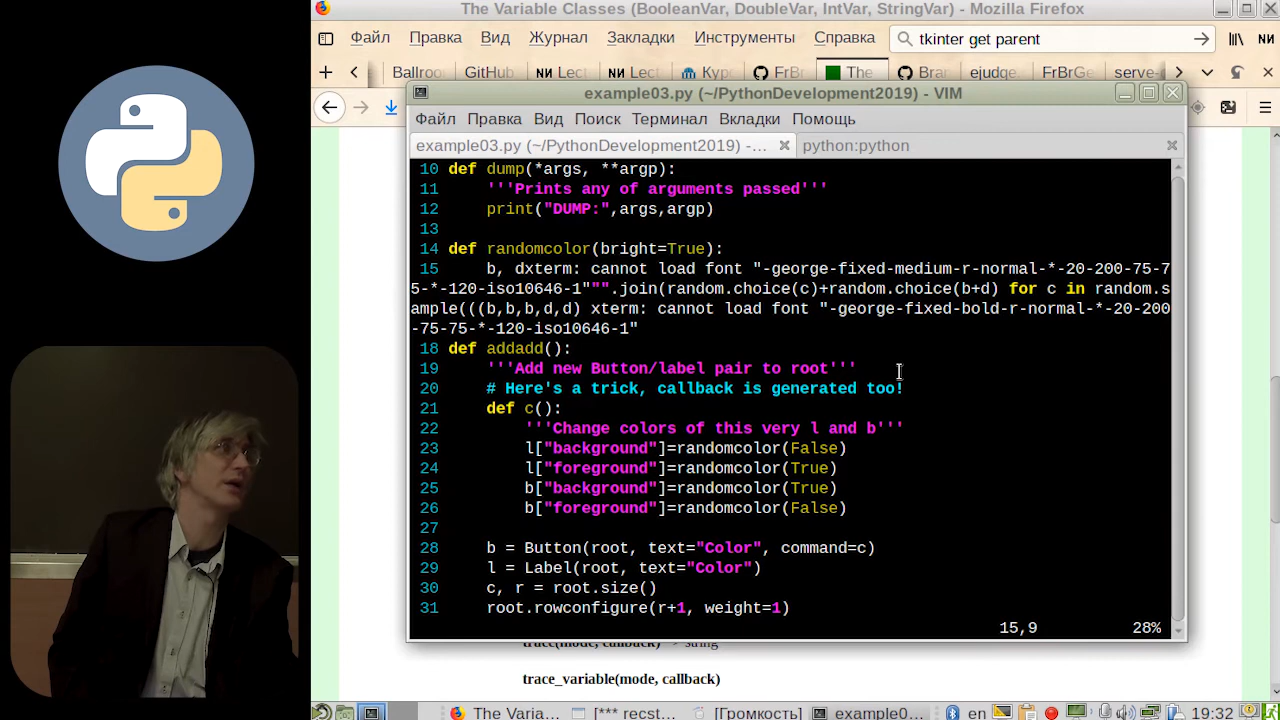 The Variable Classes (BooleanVar, DoubleVar, IntVar, StringVar) - Mozilla Firefox
Файл Правка Вид Журнал Закладки Инструменты Справка tkinter get parent
Ballroo GitHub Lect Lect Кур FrBr The Bran ejudge FrBrGe serve-
example03.py (~/PythonDevelopment2019) - VIM
Файл Правка Вид Поиск Терминал Вкладки Помощь
example03.py (~/PythonDevelopment2019) -... python:python
10 def dump(*args, **argp):
11 '''Prints any of arguments passed'''
12 print("DUMP:",args,argp)
13
14 def randomcolor(bright=True):
15 b, dxterm: cannot load font "-george-fixed-medium-r-normal-*-20-200-75-7
5-*-120-iso10646-1""".join(random.choice(c)+random.choice(b+d) for c in random.s
ample(((b,b,b,d,d) xterm: cannot load font "-george-fixed-bold-r-normal-*-20-200
-75-75-*-120-iso10646-1"
18 def addadd():
19 '''Add new Button/label pair to root'''
20 # Here's a trick, callback is generated too!
21 def c():
22 '''Change colors of this very l and b'''
23 l["background"]=randomcolor(False)
24 l["foreground"]=randomcolor(True)
25 b["background"]=randomcolor(True)
26 b["foreground"]=randomcolor(False)
27
28 b = Button(root, text="Color", command=c)
29 l = Label(root, text="Color")
30 c, r = root.size()
31 root.rowconfigure(r+1, weight=1)
15,9 28%
trace(mode, callback) -> string
trace_variable(mode, callback)
The Varia... [*** recst... [Громкость] example0... en 19:32